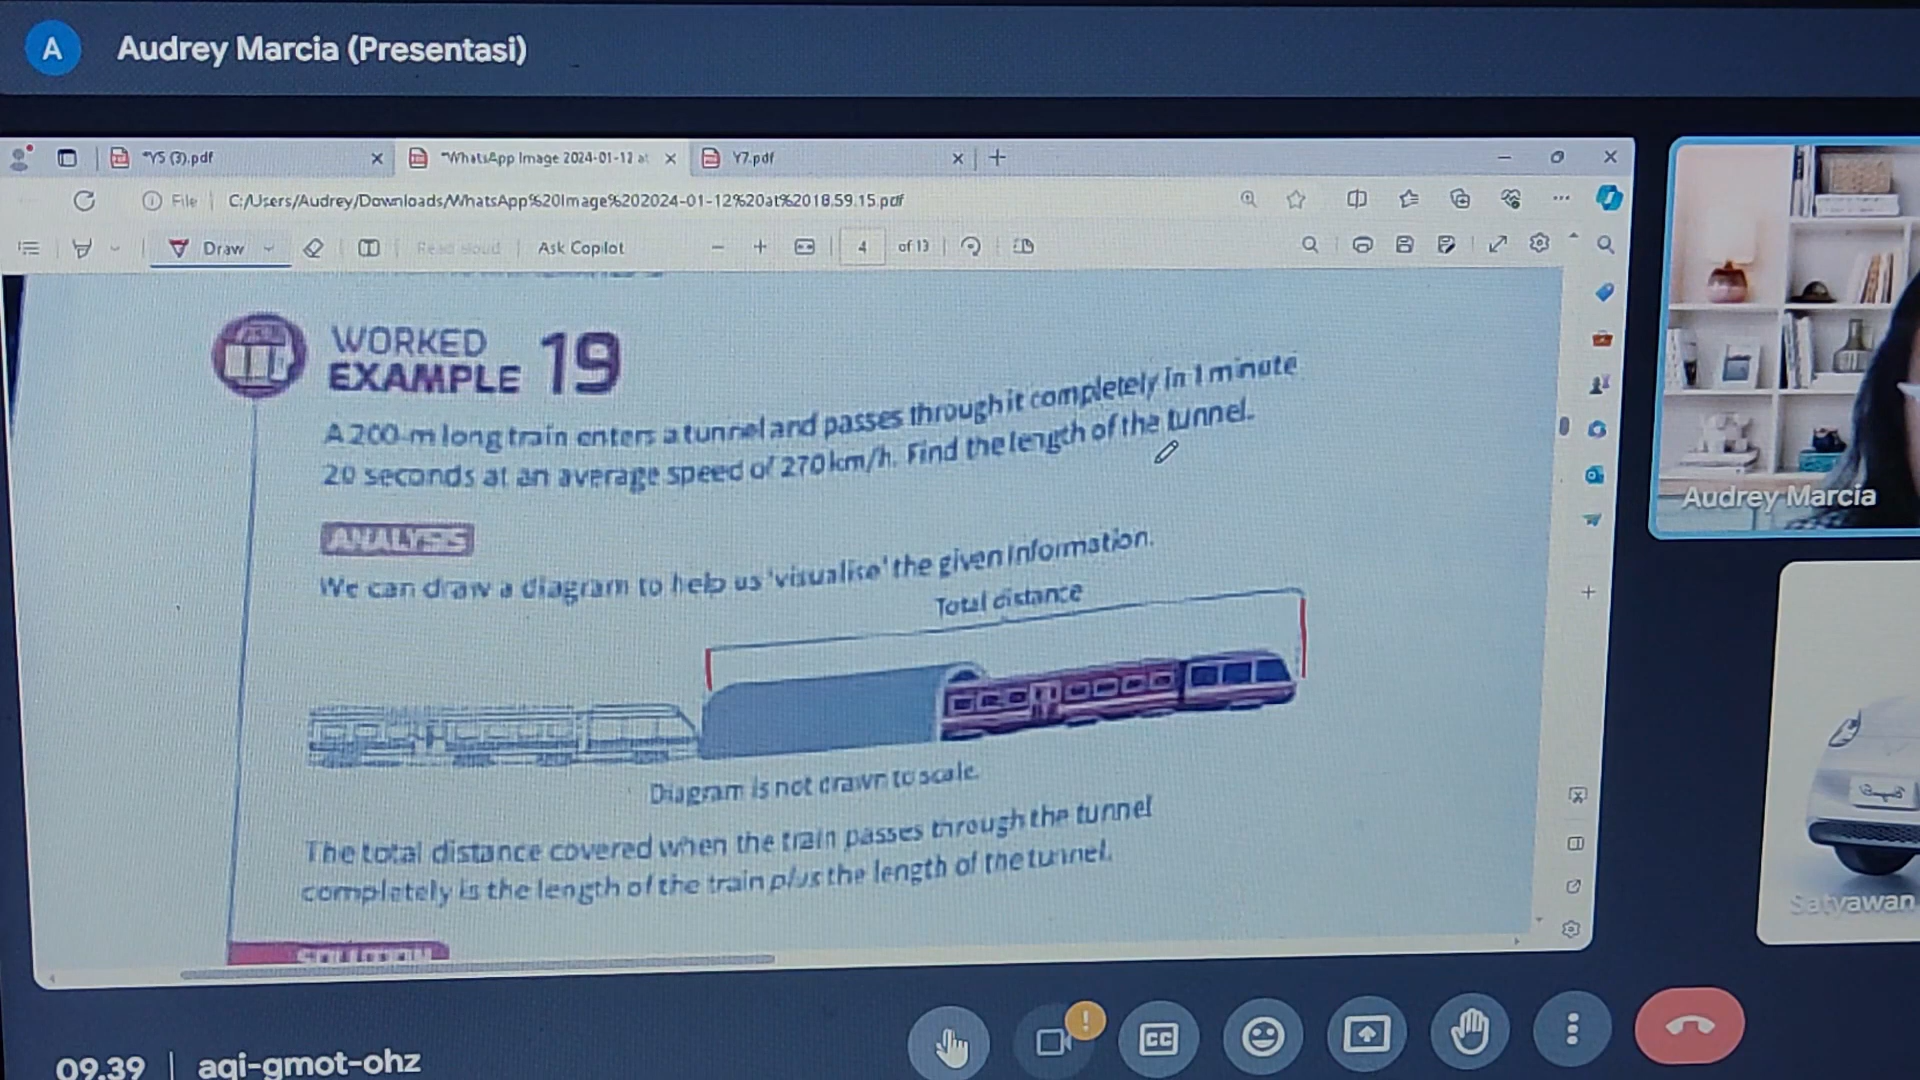 A
Audrey Marcia (Presentasi)
*Y5 (3).pdf
*WhatsApp Image 2024-01-12 at
Y7.pdf
File
C:/Users/Audrey/Downloads/WhatsApp%20Image%202024-01-12%20at%2018.59.15.pdf
Draw
Read aloud
Ask Copilot
4
of 13
WORKED
EXAMPLE 19
A 200-m long train enters a tunnel and passes through it completely in 1 minute
20 seconds at an average speed of 270 km/h. Find the length of the tunnel.
ANALYSIS
We can draw a diagram to help us 'visualise' the given information.
Total distance
Diagram is not drawn to scale.
The total distance covered when the train passes through the tunnel
completely is the length of the train plus the length of the tunnel.
SOLUTION
Audrey Marcia
Satyawan
CC
09.39 | aqi-gmot-ohz